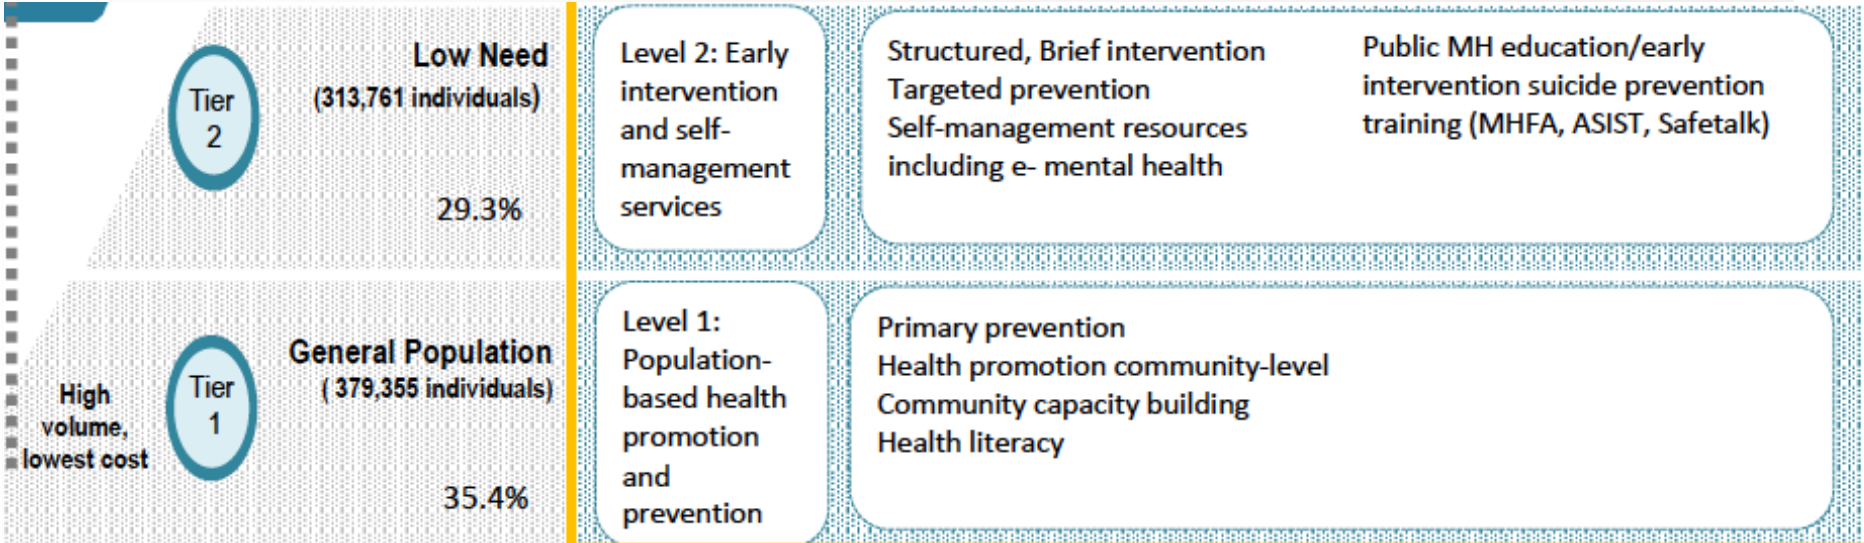 Tier
2
Low Need
(313,761 individuals)
29.3%
Level 2: Early
intervention
and self-
management
services
Structured, Brief intervention
Targeted prevention
Self-management resources
including e- mental health
Public MH education/early
intervention suicide prevention
training (MHFA, ASIST, Safetalk)
High
volume,
lowest cost
Tier
1
General Population
( 379,355 individuals)
35.4%
Level 1:
Population-
based health
promotion
and
prevention
Primary prevention
Health promotion community-level
Community capacity building
Health literacy